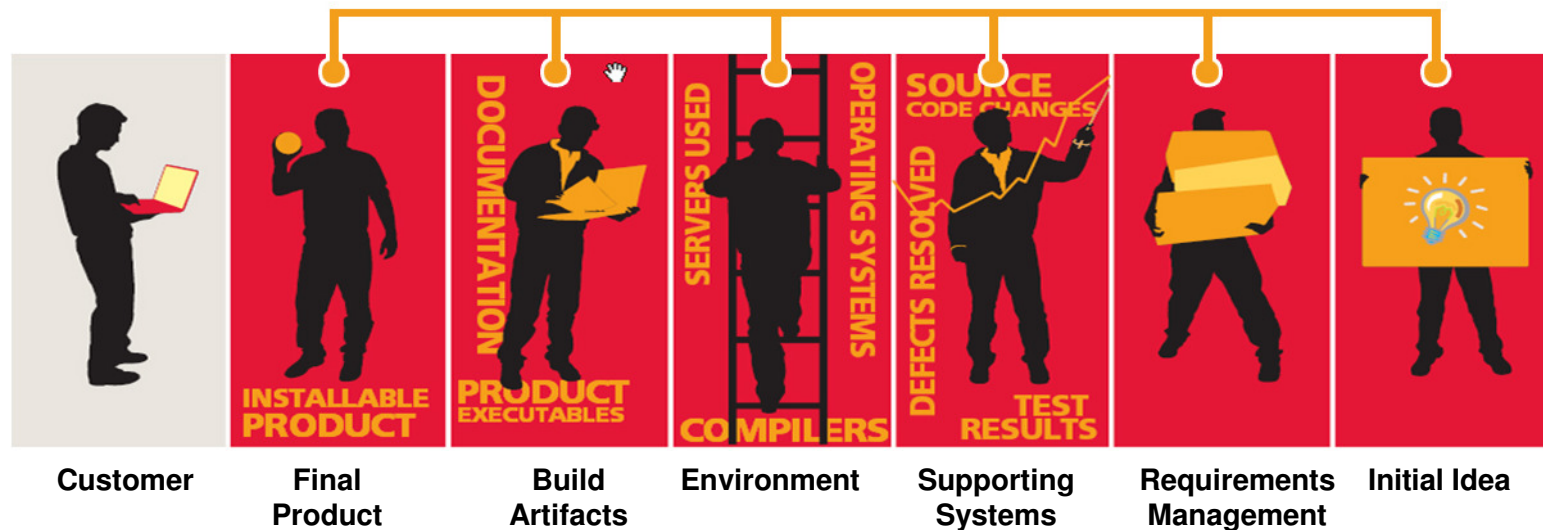 INSTALLABLE
PRODUCT
DOCUMENTATION
PRODUCT
EXECUTABLES
SERVERS USED
OPERATING SYSTEMS
COMPILERS
SOURCE
CODE CHANGES
DEFECTS RESOLVED
TEST
RESULTS
Customer
Final
Product
Build
Artifacts
Environment
Supporting
Systems
Requirements
Management
Initial Idea